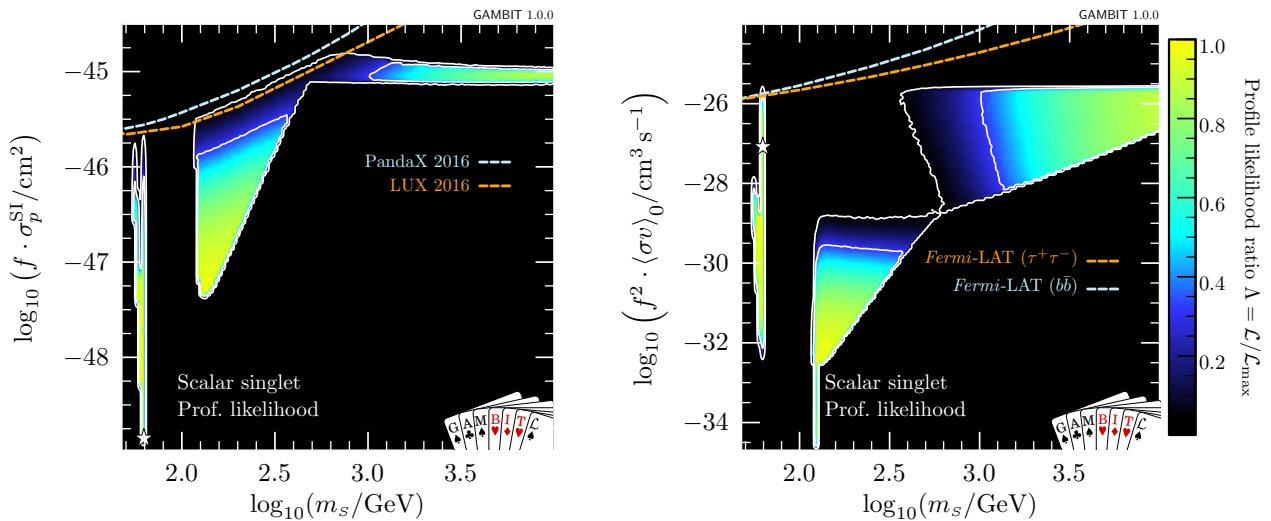 GAMBIT 1.0.0
−45
−46
−47
−48
log₁₀ (f · σₚˢᴵ/cm²)
PandaX 2016
LUX 2016
Scalar singlet
Prof. likelihood
G A M B I T L
2.0 2.5 3.0 3.5
log₁₀(m_S/GeV)
GAMBIT 1.0.0
−26
−28
−30
−32
−34
log₁₀ (f² · ⟨σv⟩₀/cm³ s⁻¹)
Fermi-LAT (τ⁺τ⁻)
Fermi-LAT (bb̄)
Scalar singlet
Prof. likelihood
G A M B I T L
2.0 2.5 3.0 3.5
log₁₀(m_S/GeV)
1.0
0.8
0.6
0.4
0.2
Profile likelihood ratio Λ = ℒ/ℒmax